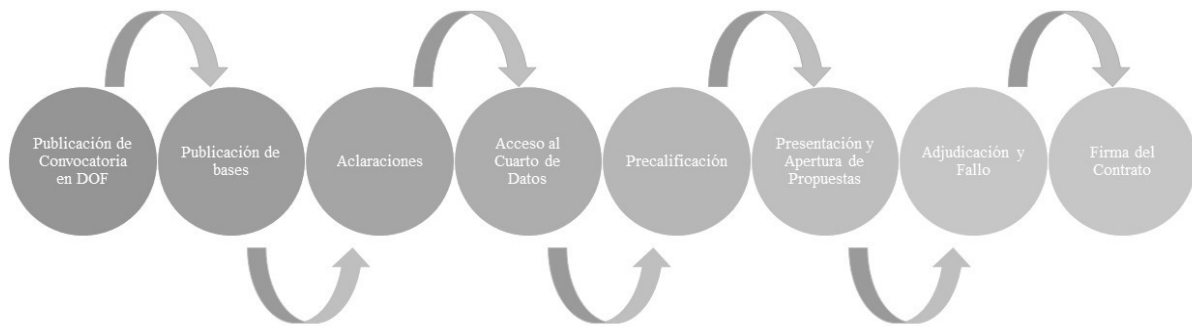 Publicación de
Convocatoria
en DOF
Publicación de
bases
Aclaraciones
Acceso al
Cuarto de
Datos
Precalificación
Presentación y
Apertura de
Propuestas
Adjudicación y
Fallo
Firma del
Contrato